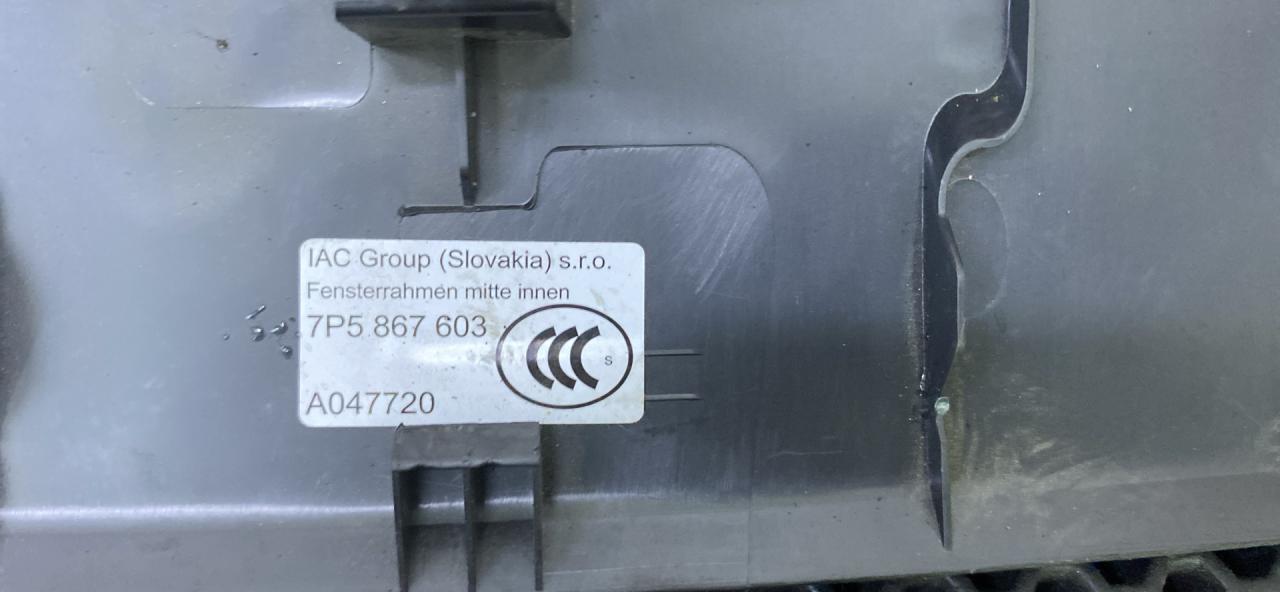 IAC Group (Slovakia) s.r.o.
Fensterrahmen mitte innen
7P5 867 603
CCC S
A047720